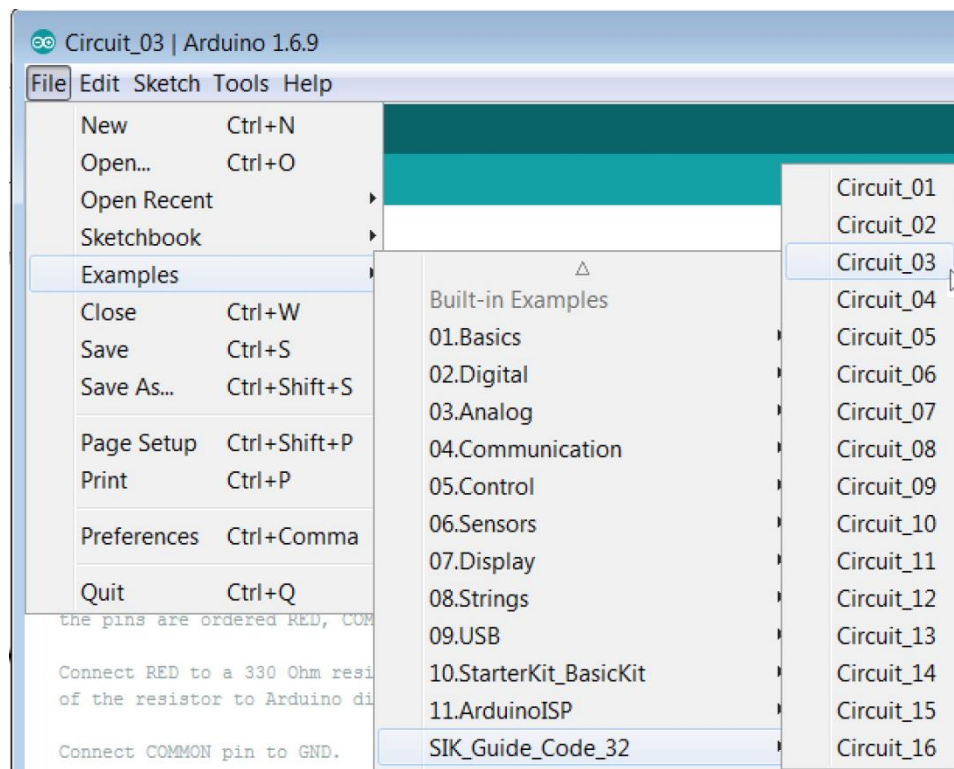 Circuit_03 | Arduino 1.6.9
File Edit Sketch Tools Help
New Ctrl+N
Open... Ctrl+O
Open Recent
Sketchbook
Examples
Close Ctrl+W
Save Ctrl+S
Save As... Ctrl+Shift+S
Page Setup Ctrl+Shift+P
Print Ctrl+P
Preferences Ctrl+Comma
Quit Ctrl+Q
Built-in Examples
01.Basics
02.Digital
03.Analog
04.Communication
05.Control
06.Sensors
07.Display
08.Strings
09.USB
10.StarterKit_BasicKit
11.ArduinoISP
SIK_Guide_Code_32
Circuit_01
Circuit_02
Circuit_03
Circuit_04
Circuit_05
Circuit_06
Circuit_07
Circuit_08
Circuit_09
Circuit_10
Circuit_11
Circuit_12
Circuit_13
Circuit_14
Circuit_15
Circuit_16
the pins are ordered RED, COM
Connect RED to a 330 Ohm resi
of the resistor to Arduino di
Connect COMMON pin to GND.